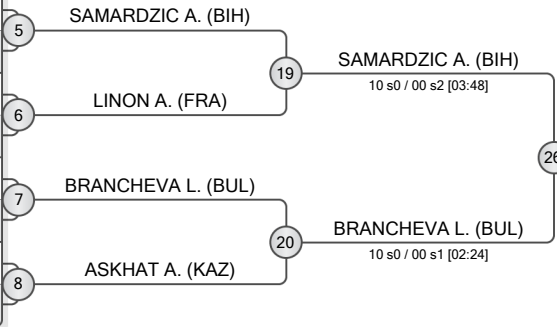 SAMARDZIC A. (BIH)
5
19
SAMARDZIC A. (BIH)
10 s0 / 00 s2 [03:48]
LINON A. (FRA)
6
26
BRANCHEVA L. (BUL)
7
20
BRANCHEVA L. (BUL)
10 s0 / 00 s1 [02:24]
ASKHAT A. (KAZ)
8